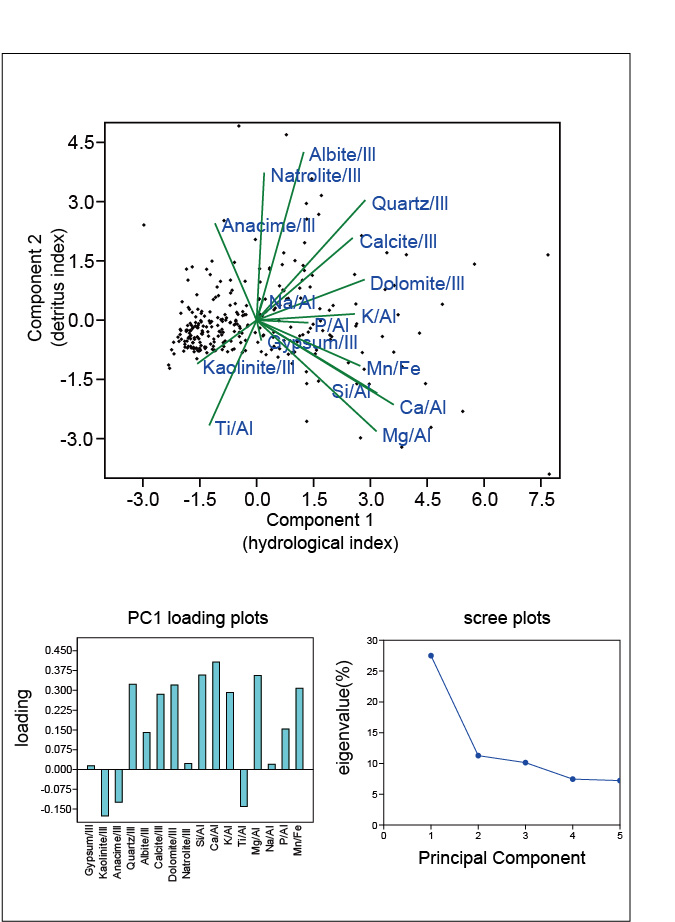 4.5
3.0
1.5
0.0
-1.5
-3.0
Component 2
(detritus index)
Albite/Ill
Natrolite/Ill
Quartz/Ill
Anacime/Ill
Calcite/Ill
Dolomite/Ill
Na/Al
K/Al
P/Al
Gypsum/Ill
Kaolinite/Ill
Mn/Fe
Si/Al
Ca/Al
Ti/Al
Mg/Al
-3.0 -1.5 0.0 1.5 3.0 4.5 6.0 7.5
Component 1
(hydrological index)
PC1 loading plots
loading
0.450
0.375
0.300
0.225
0.150
0.075
0.000
-0.075
-0.150
Gypsum/Ill
Kaolinite/Ill
Anacime/Ill
Quartz/Ill
Albite/Ill
Calcite/Ill
Dolomite/Ill
Natrolite/Ill
Si/Al
Ca/Al
K/Al
Ti/Al
Mg/Al
Na/Al
P/Al
Mn/Fe
scree plots
eigenvalue(%)
30
25
20
15
10
5
0
0 1 2 3 4 5
Principal Component